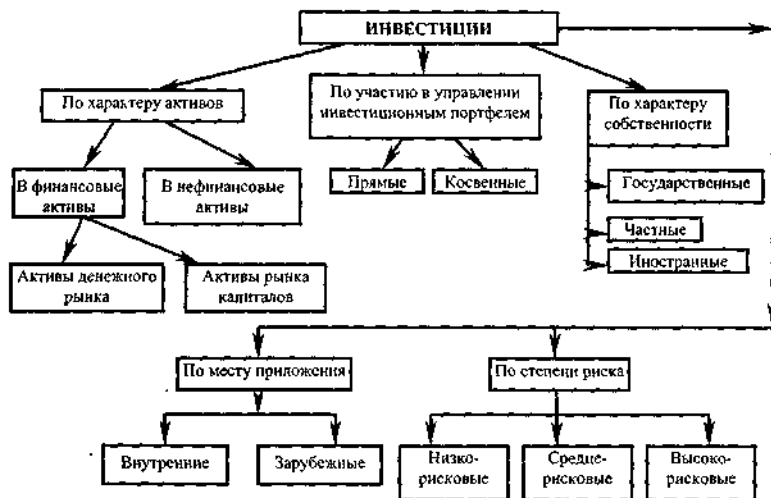 ИНВЕСТИЦИИ
По характеру активов
По участию в управлении
инвестиционным портфелем
По характеру
собственности
В финансовые
активы
В нефинансовые
активы
Прямые
Косвенные
Государственные
Частные
Иностранные
Активы денежного
рынка
Активы рынка
капиталов
По месту приложения
По степени риска
Внутренние
Зарубежные
Низко-
рисковые
Средне-
рисковые
Высоко-
рисковые